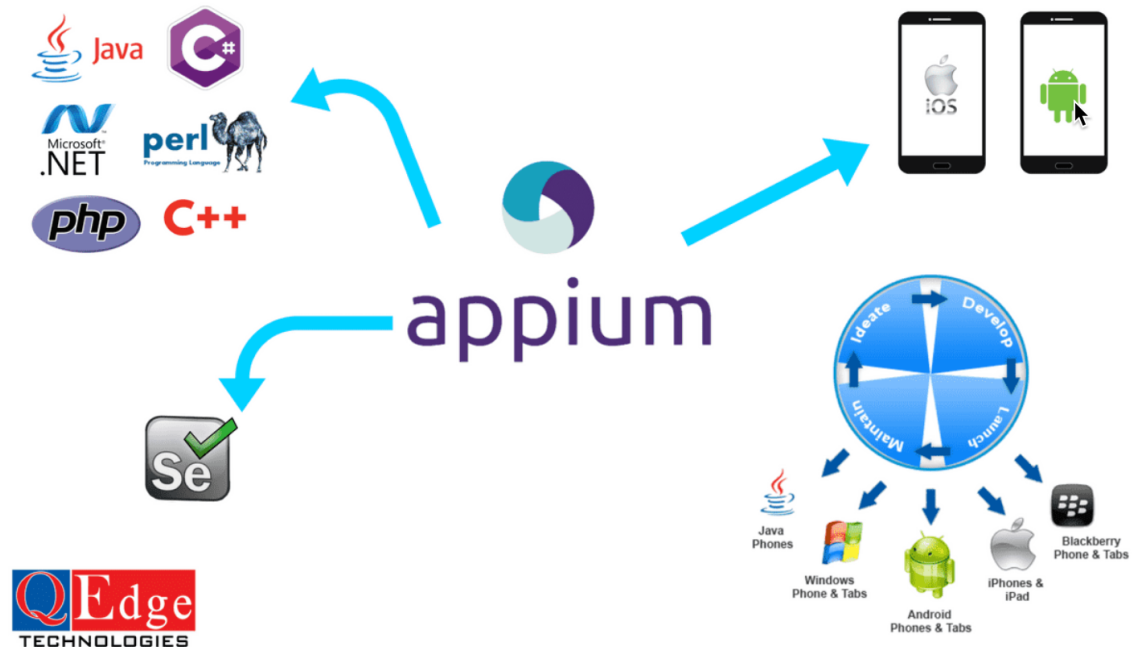 Java
C#
Microsoft®
.NET
perl
Programming Language
php
C++
iOS
appium
Se
Ideate
Develop
Launch
Maintain
Java
Phones
Windows
Phone & Tabs
Android
Phones & Tabs
iPhones &
iPad
Blackberry
Phone & Tabs
QEdge
TECHNOLOGIES